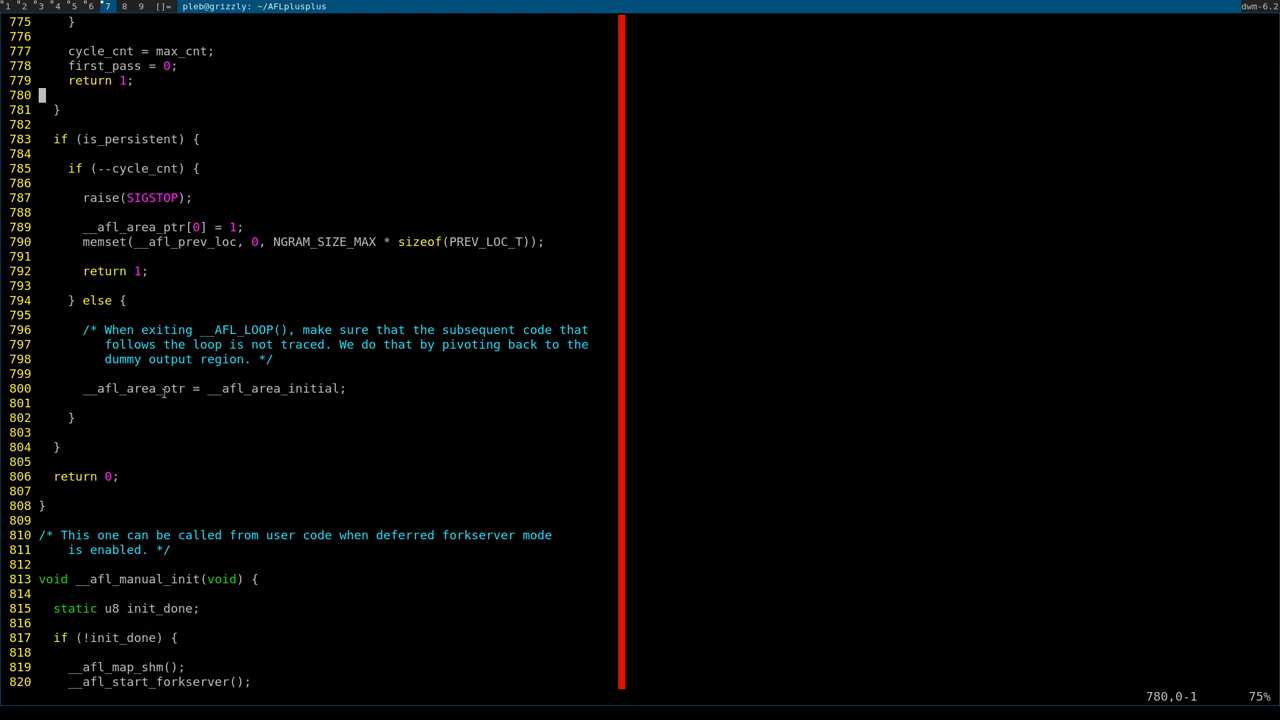 1 2 3 4 5 6 7 8 9 []= pleb@grizzly: ~/AFLplusplus dwm-6.2
775     }
776
777     cycle_cnt = max_cnt;
778     first_pass = 0;
779     return 1;
780
781   }
782
783   if (is_persistent) {
784
785     if (--cycle_cnt) {
786
787       raise(SIGSTOP);
788
789       __afl_area_ptr[0] = 1;
790       memset(__afl_prev_loc, 0, NGRAM_SIZE_MAX * sizeof(PREV_LOC_T));
791
792       return 1;
793
794     } else {
795
796       /* When exiting __AFL_LOOP(), make sure that the subsequent code that
797          follows the loop is not traced. We do that by pivoting back to the
798          dummy output region. */
799
800       __afl_area_ptr = __afl_area_initial;
801
802     }
803
804   }
805
806   return 0;
807
808 }
809
810 /* This one can be called from user code when deferred forkserver mode
811     is enabled. */
812
813 void __afl_manual_init(void) {
814
815   static u8 init_done;
816
817   if (!init_done) {
818
819     __afl_map_shm();
820     __afl_start_forkserver();
780,0-1 75%